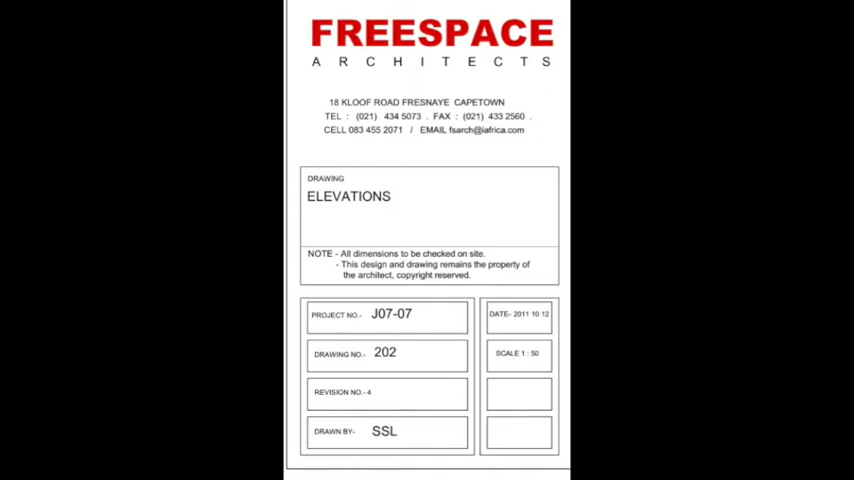 FREESPACE
ARCHITECTS
18 KLOOF ROAD FRESNAYE CAPETOWN
TEL : (021) 434 5073 . FAX : (021) 433 2560 .
CELL 083 455 2071 / EMAIL fsarch@iafrica.com
DRAWING
ELEVATIONS
NOTE - All dimensions to be checked on site.
- This design and drawing remains the property of
the architect, copyright reserved.
PROJECT NO.- J07-07
DATE- 2011 10 12
DRAWING NO.- 202
SCALE 1 : 50
REVISION NO.- 4
DRAWN BY- SSL